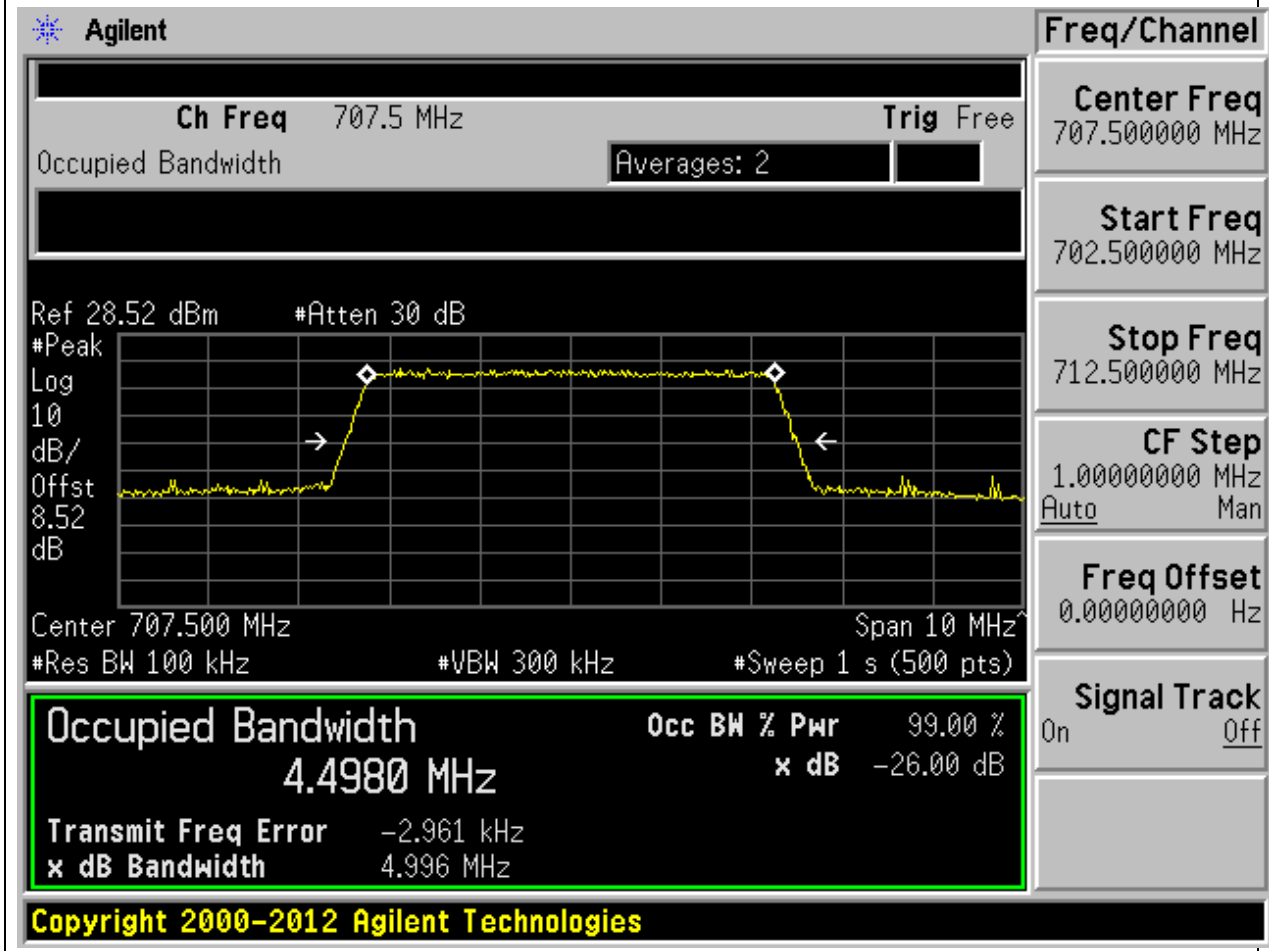 Agilent
Freq/Channel
Ch Freq 707.5 MHz Trig Free
Occupied Bandwidth Averages: 2
Ref 28.52 dBm #Atten 30 dB
#Peak
Log
10
dB/
Offst
8.52
dB
Center 707.500 MHz Span 10 MHz^
#Res BW 100 kHz #VBW 300 kHz #Sweep 1 s (500 pts)
Occupied Bandwidth
4.4980 MHz
Occ BW % Pwr 99.00 %
x dB -26.00 dB
Transmit Freq Error -2.961 kHz
x dB Bandwidth 4.996 MHz
Center Freq
707.500000 MHz
Start Freq
702.500000 MHz
Stop Freq
712.500000 MHz
CF Step
1.00000000 MHz
Auto Man
Freq Offset
0.00000000 Hz
Signal Track
On Off
Copyright 2000-2012 Agilent Technologies